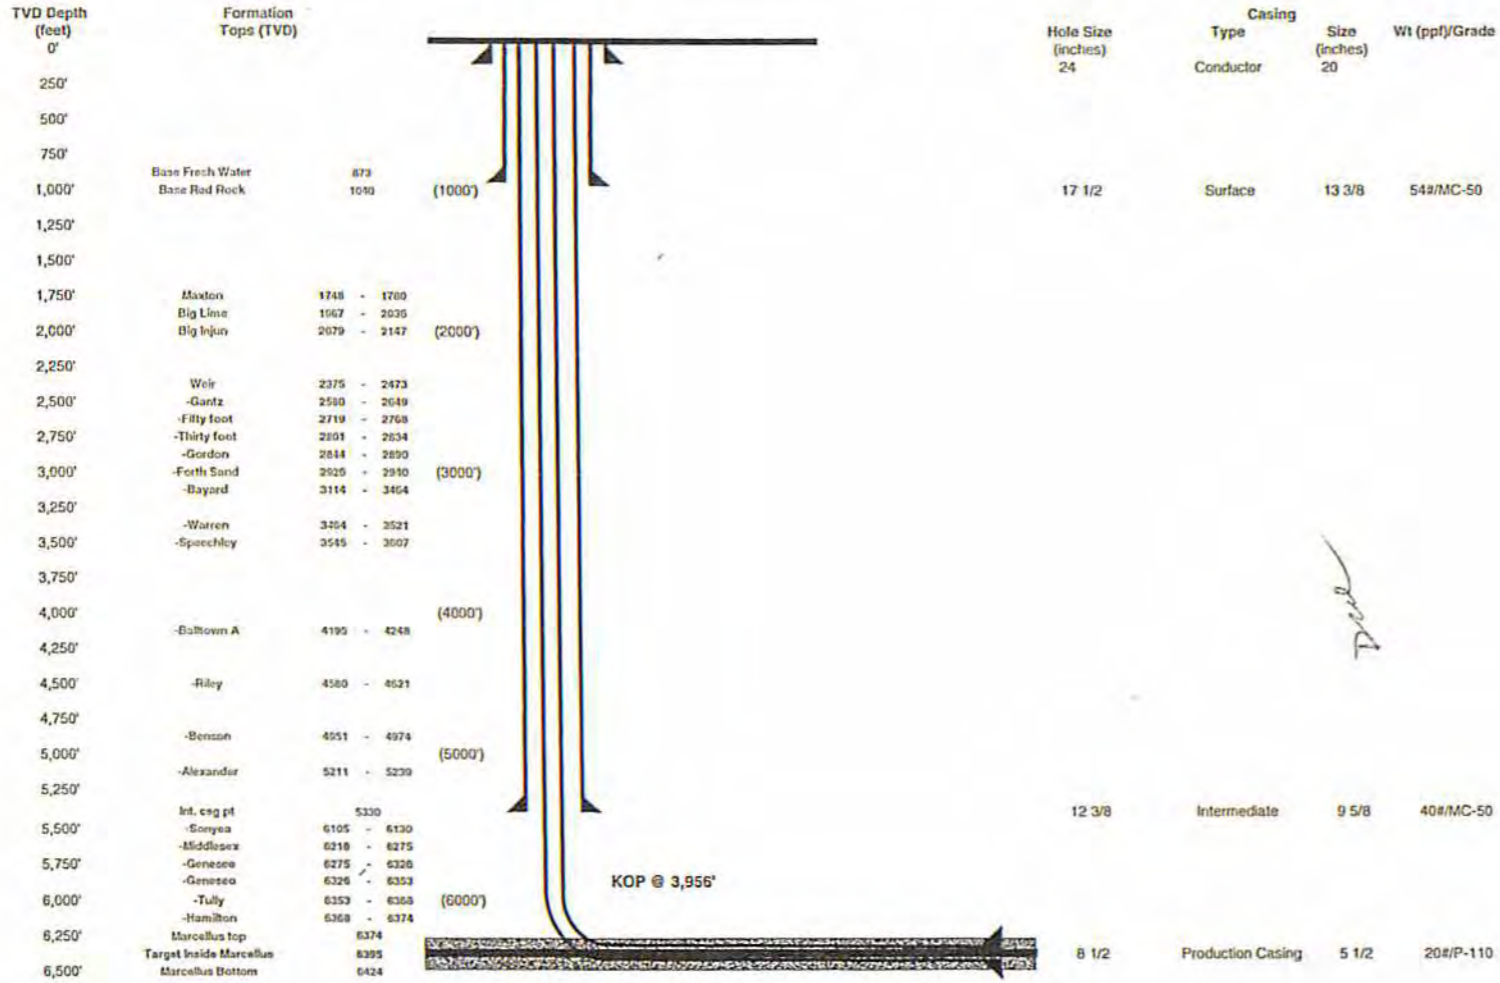 TVD Depth (feet) Formation Tops (TVD) Hole Size (inches) Casing Type Size (inches) Wt (ppf)/Grade
0' 24 Conductor 20
250'
500'
750'
Base Fresh Water 873
1,000' Base Red Rock 1040 (1000') 17 1/2 Surface 13 3/8 54#/MC-50
1,250'
1,500'
1,750' Maxton 1748 - 1780
Big Lime 1967 - 2036
2,000' Big Injun 2079 - 2147 (2000')
2,250'
Weir 2375 - 2473
2,500' -Gantz 2580 - 2649
-Fifty foot 2719 - 2768
2,750' -Thirty foot 2801 - 2834
-Gordon 2844 - 2890
3,000' -Forth Sand 2925 - 2910 (3000')
-Bayard 3114 - 3464
3,250'
-Warren 3464 - 3521
3,500' -Speechley 3545 - 3607
3,750'
4,000' (4000')
-Balltown A 4195 - 4248
4,250'
4,500' -Riley 4580 - 4621
4,750'
-Benson 4951 - 4974
5,000' (5000')
-Alexander 5211 - 5239
5,250'
Int. csg pt 5330 12 3/8 Intermediate 9 5/8 40#/MC-50
5,500' -Sonyea 6105 - 6130
-Middlesex 6218 - 6275
5,750' -Genesee 6275 - 6326
-Geneseo 6326 - 6353 KOP @ 3,956'
6,000' -Tully 6353 - 6368 (6000')
-Hamilton 6368 - 6374
6,250' Marcellus top 6374
Target Inside Marcellus 6395 8 1/2 Production Casing 5 1/2 20#/P-110
6,500' Marcellus Bottom 6424